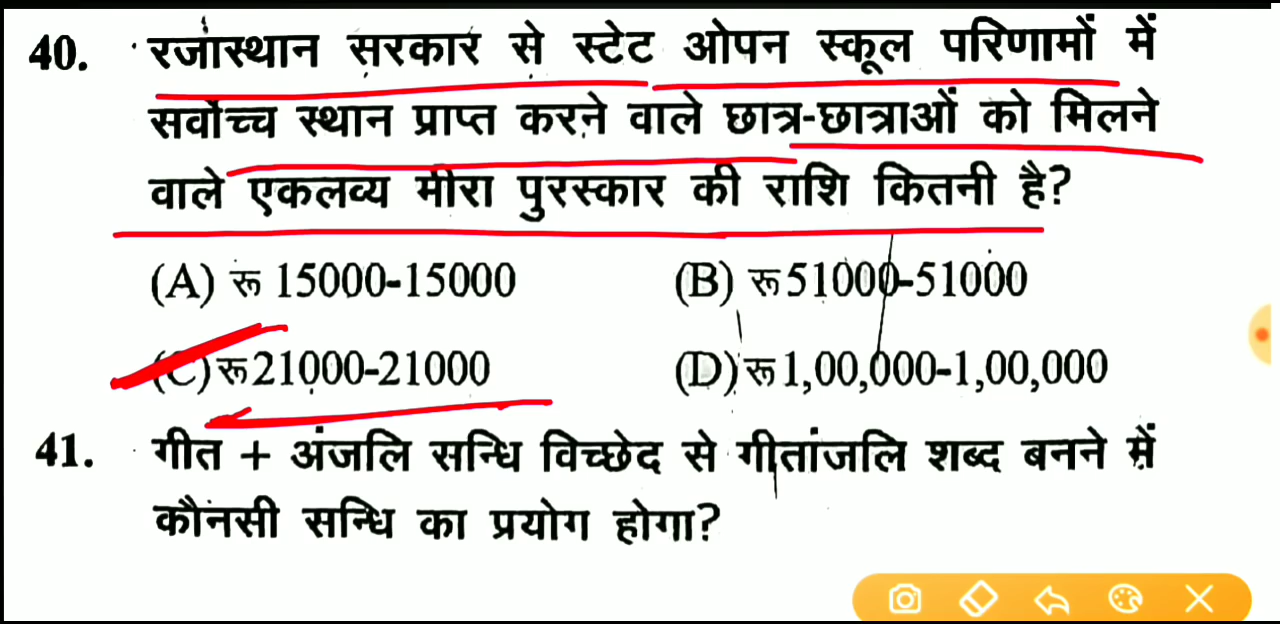 40. राजस्थान सरकार से स्टेट ओपन स्कूल परिणामों में
सर्वोच्च स्थान प्राप्त करने वाले छात्र-छात्राओं को मिलने
वाले एकलव्य मीरा पुरस्कार की राशि कितनी है?
(A) रू 15000-15000 (B) रू 51000-51000
(C) रू 21000-21000 (D) रू 1,00,000-1,00,000
41. गीत + अंजलि सन्धि विच्छेद से गीतांजलि शब्द बनने में
कौनसी सन्धि का प्रयोग होगा?